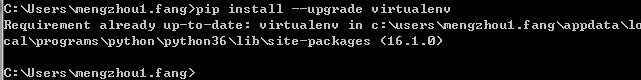 C:\Users\mengzhou1.fang>pip install --upgrade virtualenv
Requirement already up-to-date: virtualenv in c:\users\mengzhou1.fang\appdata\lo
cal\programs\python\python36\lib\site-packages (16.1.0)
C:\Users\mengzhou1.fang>